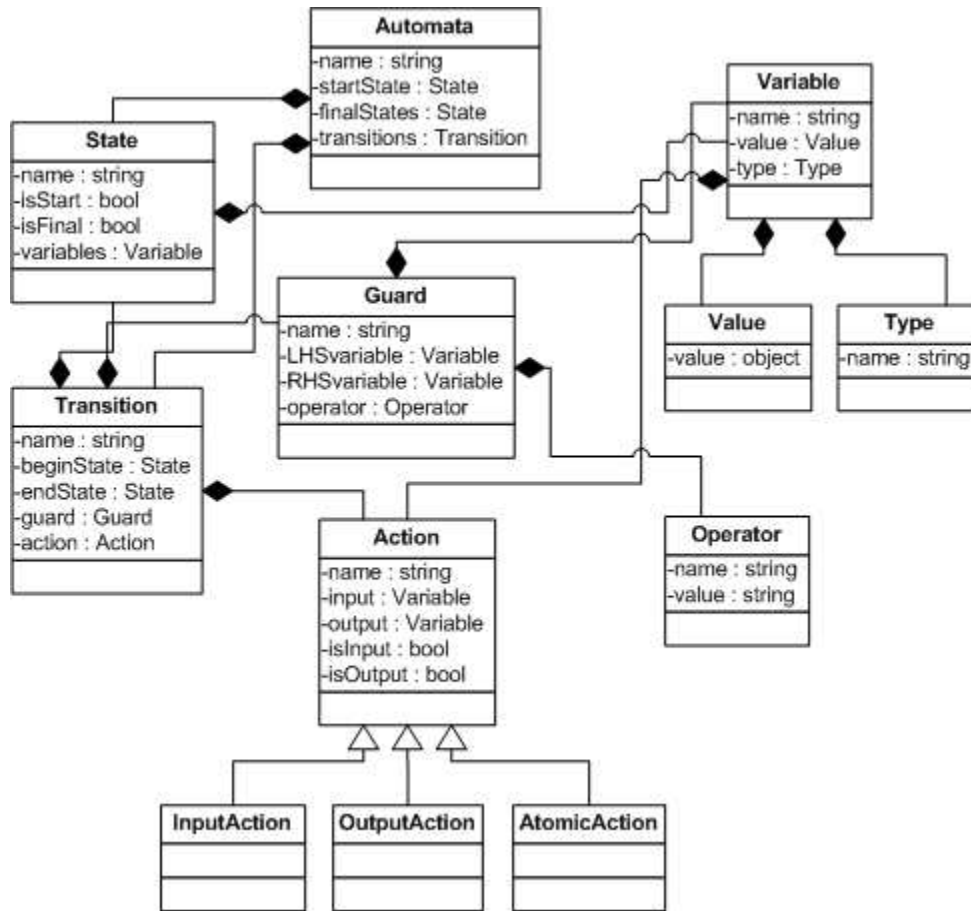 Automata
-name : string
-startState : State
-finalStates : State
-transitions : Transition
Variable
-name : string
-value : Value
-type : Type
State
-name : string
-isStart : bool
-isFinal : bool
-variables : Variable
Guard
-name : string
-LHSvariable : Variable
-RHSvariable : Variable
-operator : Operator
Value
-value : object
Type
-name : string
Transition
-name : string
-beginState : State
-endState : State
-guard : Guard
-action : Action
Action
-name : string
-input : Variable
-output : Variable
-isInput : bool
-isOutput : bool
Operator
-name : string
-value : string
InputAction
OutputAction
AtomicAction